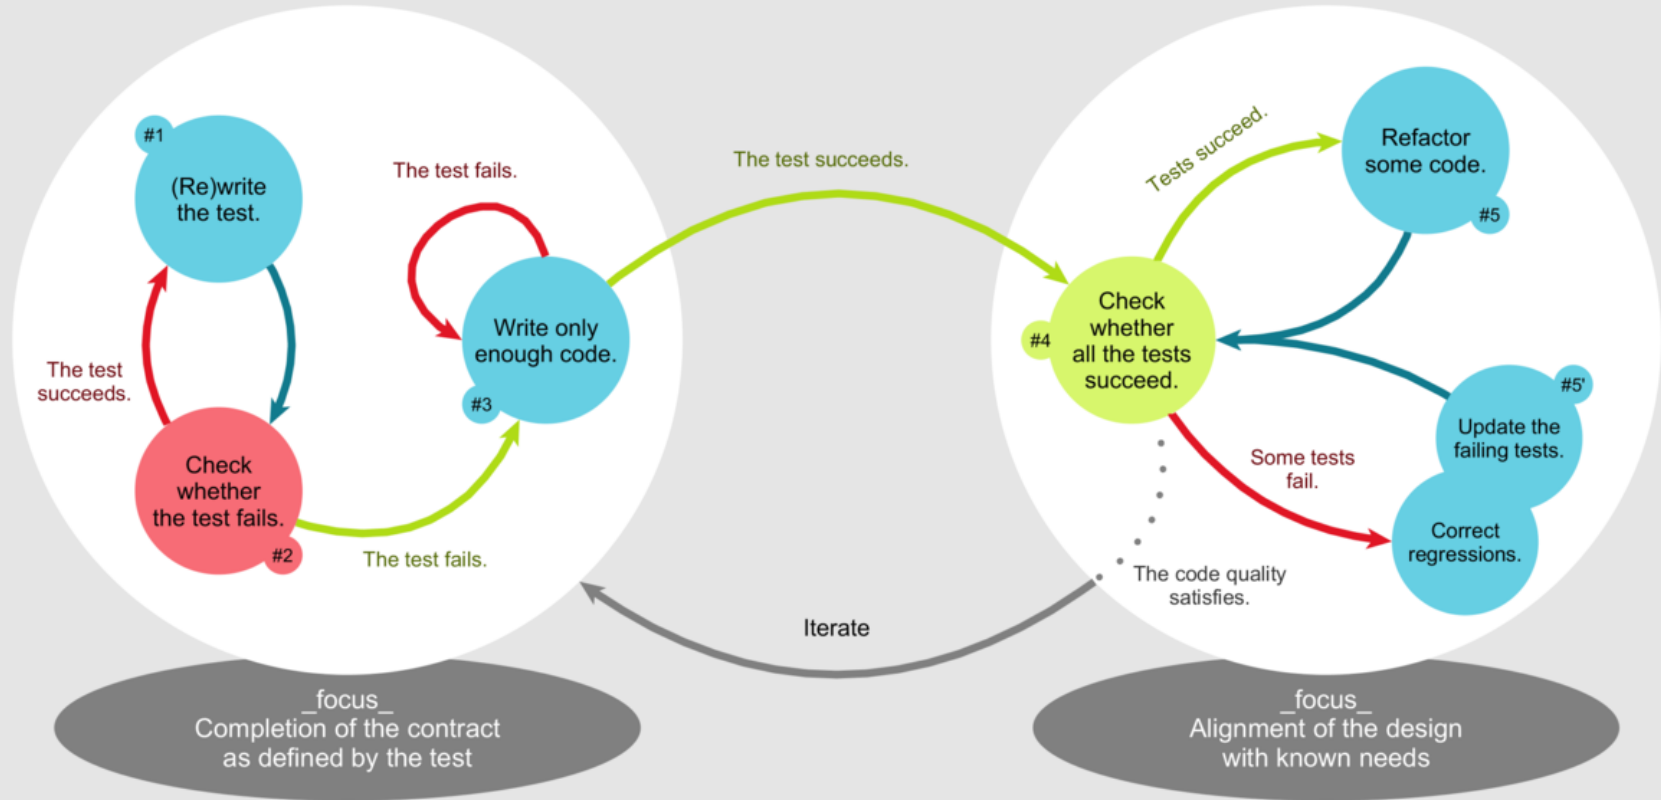 #1
(Re)write
the test.
The test
succeeds.
Check
whether
the test fails.
#2
The test fails.
The test fails.
Write only
enough code.
#3
The test succeeds.
#4
Check
whether
all the tests
succeed.
Tests succeed.
Refactor
some code.
#5
#5'
Update the
failing tests.
Some tests
fail.
Correct
regressions.
The code quality
satisfies.
Iterate
_focus_
Completion of the contract
as defined by the test
_focus_
Alignment of the design
with known needs